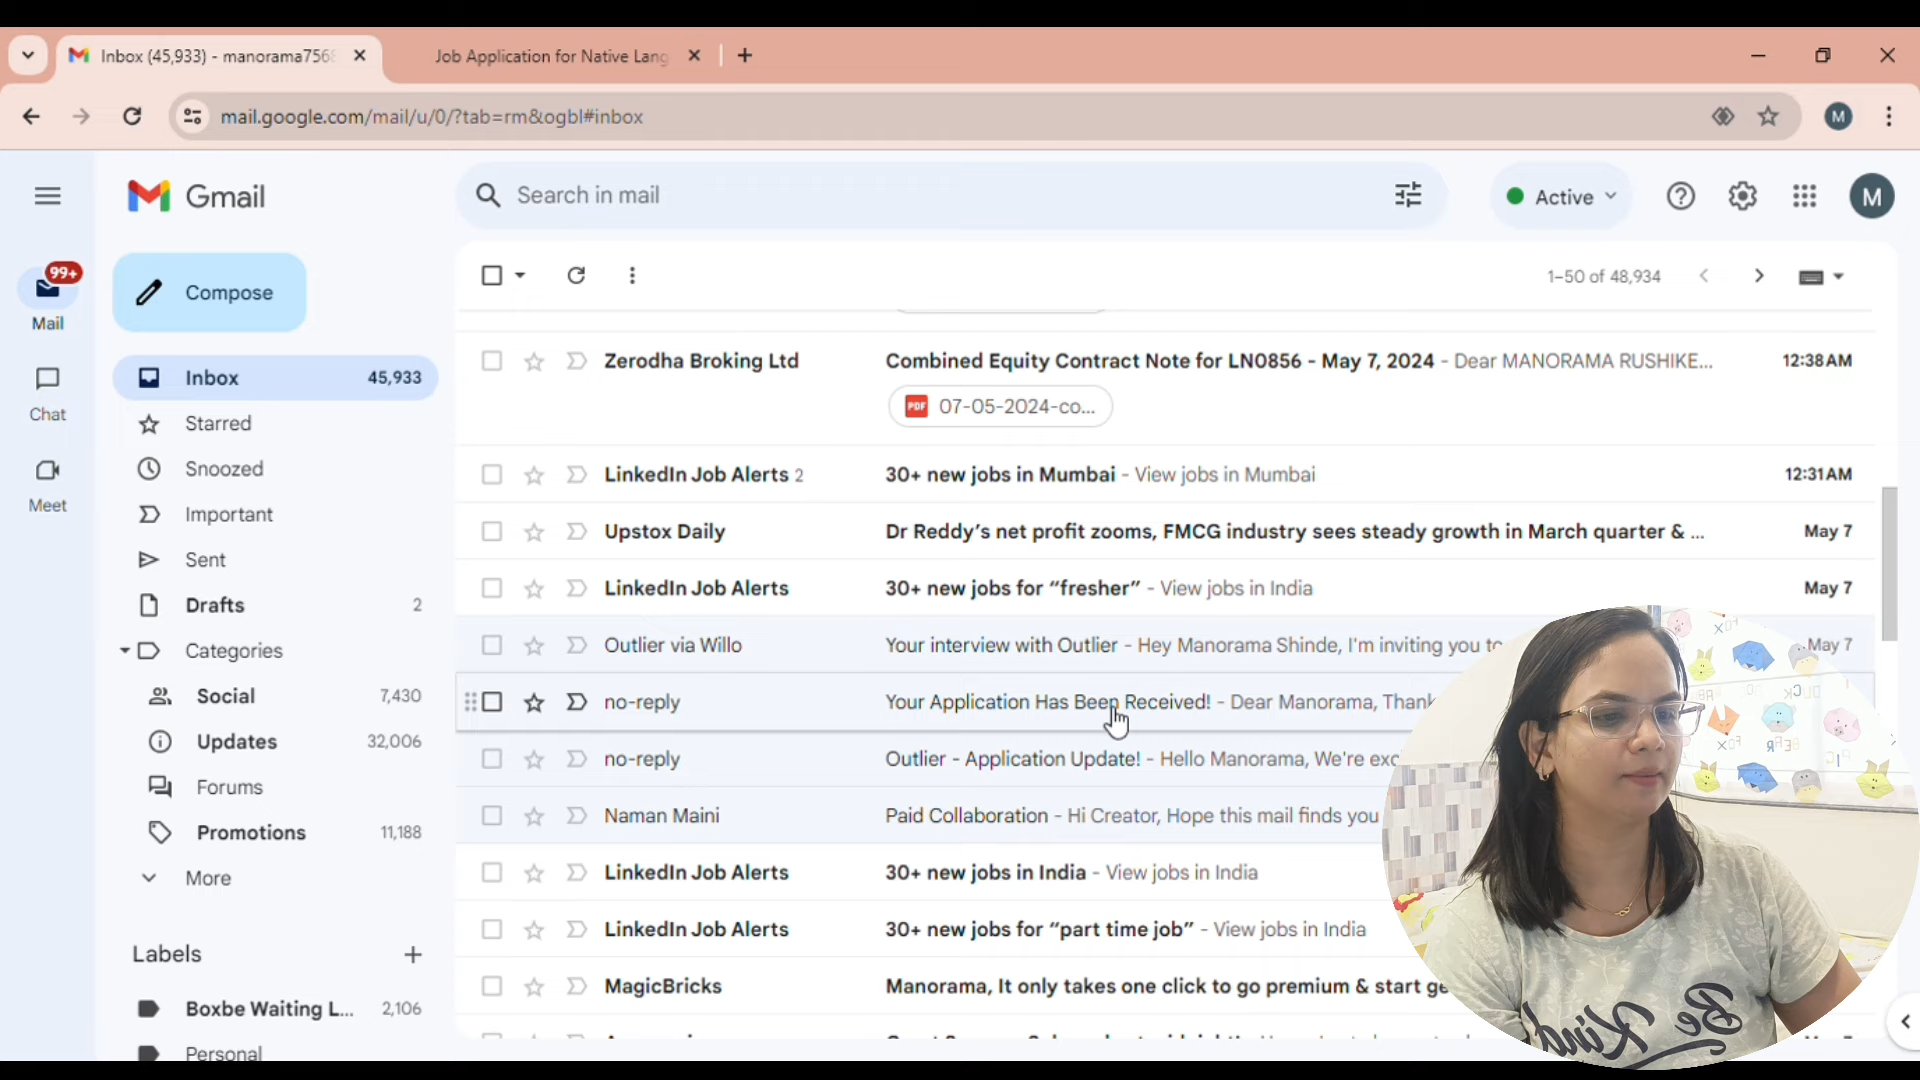 Inbox (45,933) - manorama756
Job Application for Native Lang
mail.google.com/mail/u/0/?tab=rm&ogbl#inbox
M
Gmail
Search in mail
Active
M
99+
Mail
Chat
Meet
Compose
Inbox 45,933
Starred
Snoozed
Important
Sent
Drafts 2
Categories
Social 7,430
Updates 32,006
Forums
Promotions 11,188
More
Labels
Boxbe Waiting L... 2,106
Personal
1–50 of 48,934
Zerodha Broking Ltd Combined Equity Contract Note for LN0856 - May 7, 2024 - Dear MANORAMA RUSHIKE... 12:38 AM
PDF 07-05-2024-co...
LinkedIn Job Alerts 2 30+ new jobs in Mumbai - View jobs in Mumbai 12:31 AM
Upstox Daily Dr Reddy’s net profit zooms, FMCG industry sees steady growth in March quarter & ... May 7
LinkedIn Job Alerts 30+ new jobs for “fresher” - View jobs in India May 7
Outlier via Willo Your interview with Outlier - Hey Manorama Shinde, I'm inviting you to May 7
no-reply Your Application Has Been Received! - Dear Manorama, Thank
no-reply Outlier - Application Update! - Hello Manorama, We're exc
Naman Maini Paid Collaboration - Hi Creator, Hope this mail finds you
LinkedIn Job Alerts 30+ new jobs in India - View jobs in India
LinkedIn Job Alerts 30+ new jobs for “part time job” - View jobs in India
MagicBricks Manorama, It only takes one click to go premium & start ge
Be Kind